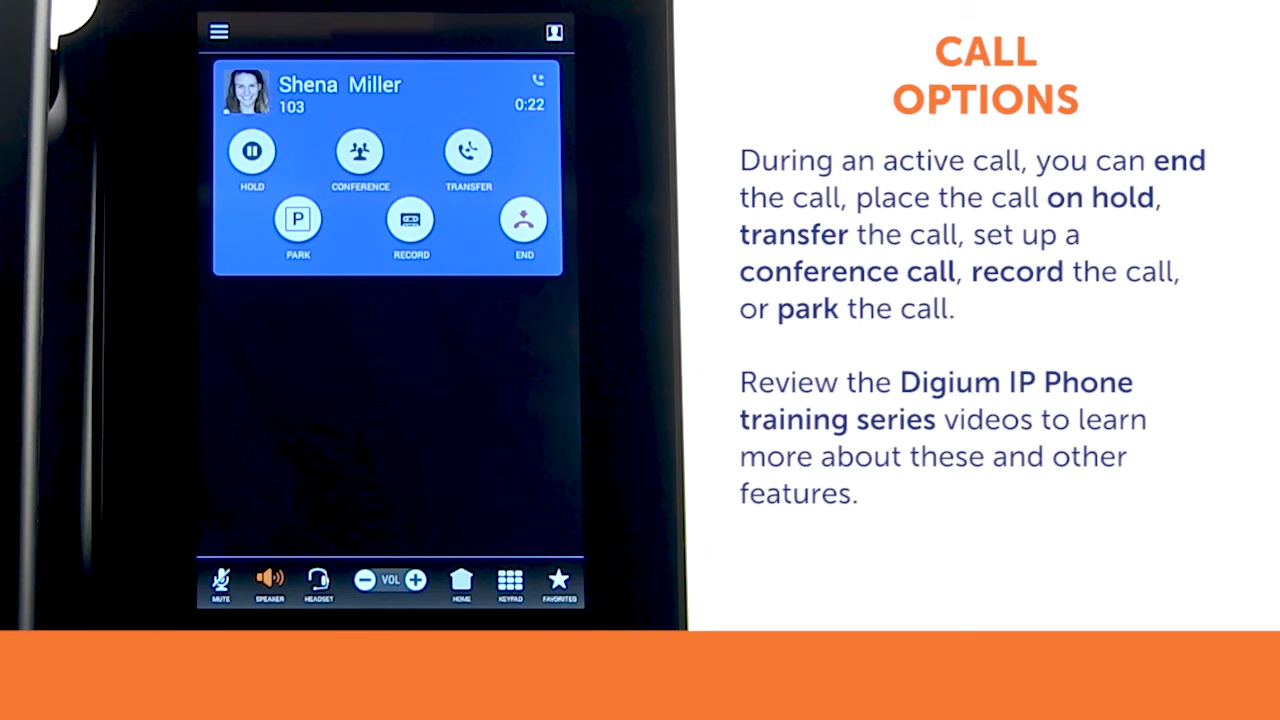 Shena Miller
103
0:22
HOLD
CONFERENCE
TRANSFER
P
PARK
RECORD
END
MUTE
SPEAKER
HEADSET
VOL
HOME
KEYPAD
FAVORITES
CALL
OPTIONS
During an active call, you can end
the call, place the call on hold,
transfer the call, set up a
conference call, record the call,
or park the call.
Review the Digium IP Phone
training series videos to learn
more about these and other
features.